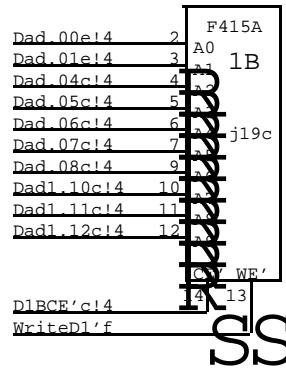 F415A
Dad.00e!4 2 A0
Dad.01e!4 3 A1
1B
Dad.04c!4 4
Dad.05c!4 5
Dad.06c!4 6
j19c
Dad.07c!4 7
Dad.08c!4 9
Dad1.10c!4 10
Dad1.11c!4 11
Dad1.12c!4 12
WE'
D1BCE'c!4 14 13
WriteD1'f
SS